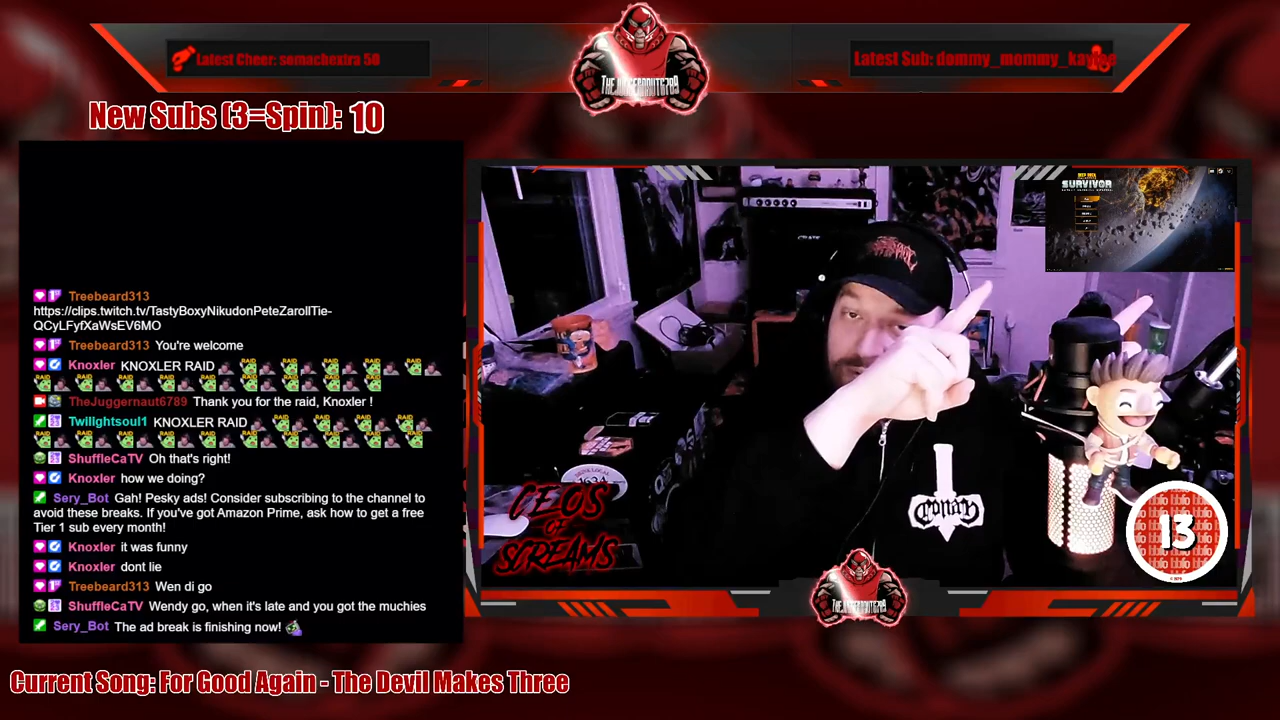 Latest Cheer: somachextra 50
THEJUGGERNAUT6789
Latest Sub: dommy_mommy_kaylee
New Subs (3=Spin): 10
Treebeard313
https://clips.twitch.tv/TastyBoxyNikudonPeteZarollTie-
QCyLFyfXaWsEV6MO
Treebeard313 You're welcome
Knoxler KNOXLER RAID
TheJuggernaut6789 Thank you for the raid, Knoxler !
Twilightsoul1 KNOXLER RAID
ShuffleCaTV Oh that's right!
Knoxler how we doing?
Sery_Bot Gah! Pesky ads! Consider subscribing to the channel to
avoid these breaks. If you've got Amazon Prime, ask how to get a free
Tier 1 sub every month!
Knoxler it was funny
Knoxler dont lie
Treebeard313 Wen di go
ShuffleCaTV Wendy go, when it's late and you got the muchies
Sery_Bot The ad break is finishing now!
SURVIVOR
CRATE
Conan
CEO'S
OF
SCREAMS
13
THEJUGGERNAUT6789
Current Song: For Good Again - The Devil Makes Three